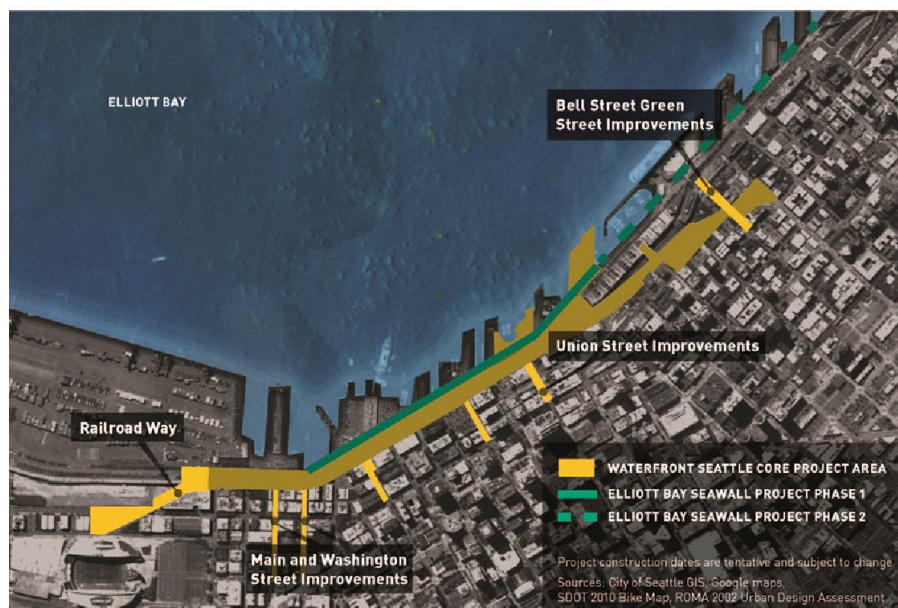 ELLIOTT BAY
Bell Street Green
Street Improvements
Union Street Improvements
Railroad Way
WATERFRONT SEATTLE CORE PROJECT AREA
ELLIOTT BAY SEAWALL PROJECT PHASE 1
ELLIOTT BAY SEAWALL PROJECT PHASE 2
Main and Washington
Street Improvements
Project construction dates are tentative and subject to change
Sources: City of Seattle GIS, Google maps,
SDOT 2010 Bike Map, ROMA 2002 Urban Design Assessment